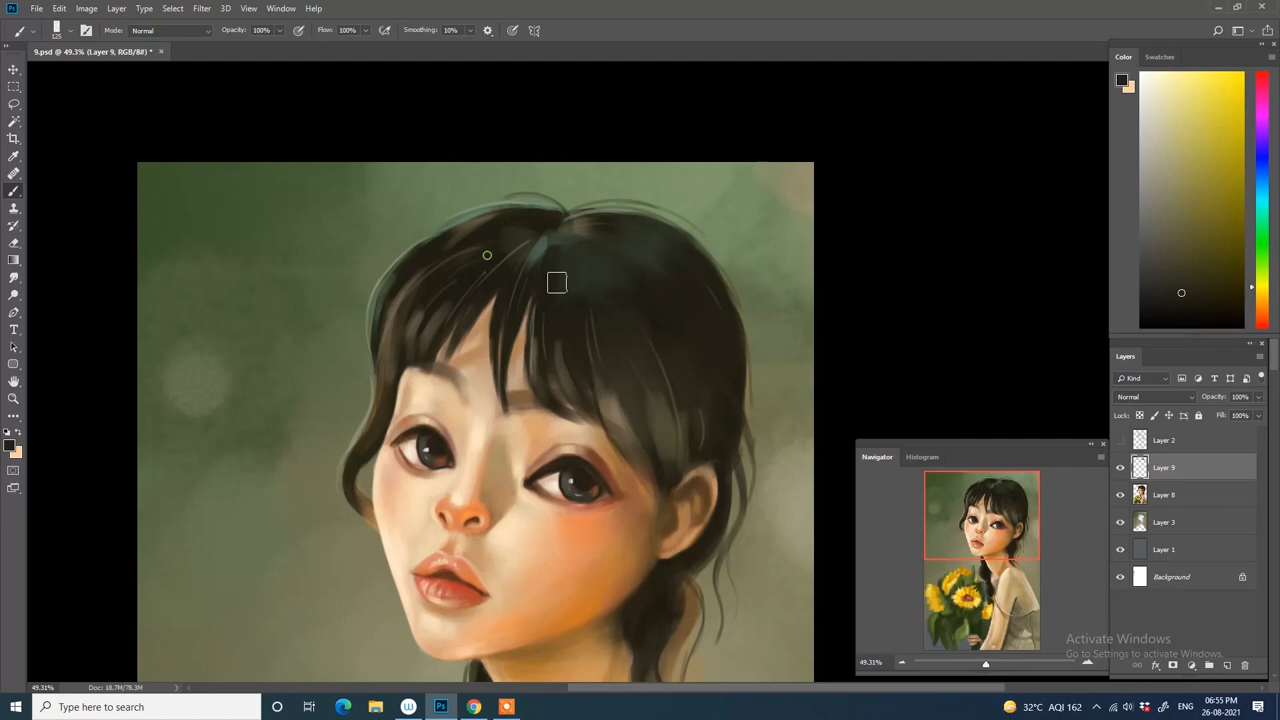 Ps File Edit Image Layer Type Select Filter 3D View Window Help
125 Mode: Normal Opacity: 100% Flow: 100% Smoothing: 10%
9.psd @ 49.3% (Layer 9, RGB/8#) * ×
Color Swatches
Layers
Kind
Normal Opacity: 100%
Lock: Fill: 100%
Layer 2
Layer 9
Layer 8
Layer 3
Layer 1
Background
Navigator Histogram
49.31%
Activate Windows
Go to Settings to activate Windows.
49.31% Doc: 18.7M/78.3M
Type here to search
32°C AQI 162 ENG 06:55 PM 26-08-2021